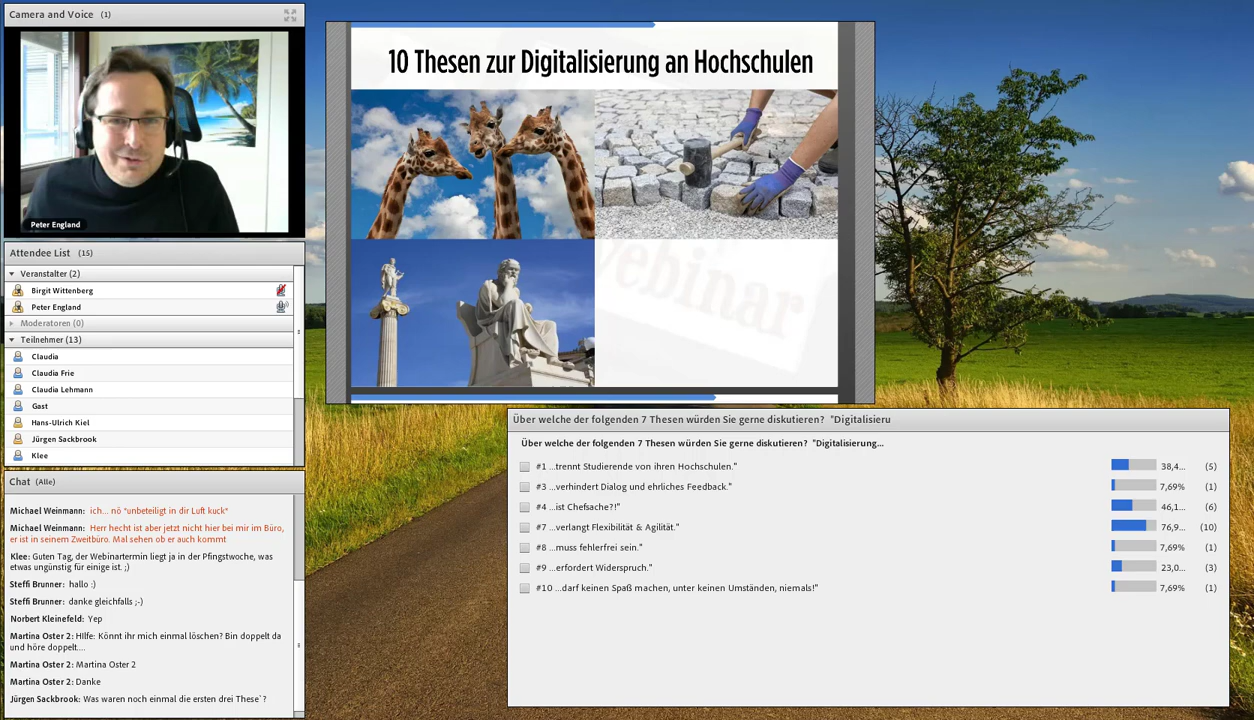 Camera and Voice (1)
Peter England
Attendee List (15)
Veranstalter (2)
Birgit Wittenberg
Peter England
Moderatoren (0)
Teilnehmer (13)
Claudia
Claudia Frie
Claudia Lehmann
Gast
Hans-Ulrich Kiel
Jürgen Sackbrook
Klee
Chat (Alle)
Michael Weinmann: ich... nö *unbeteiligt in dir Luft kuck*
Michael Weinmann: Herr hecht ist aber jetzt nicht hier bei mir im Büro,
er ist in seinem Zweitbüro. Mal sehen ob er auch kommt
Klee: Guten Tag, der Webinartermin liegt ja in der Pfingstwoche, was
etwas ungünstig für einige ist. ;)
Steffi Brunner: hallo :)
Steffi Brunner: danke gleichfalls ;-)
Norbert Kleinefeld: Yep
Martina Oster 2: HIlfe: Könnt ihr mich einmal löschen? Bin doppelt da
und höre doppelt....
Martina Oster 2: Martina Oster 2
Martina Oster 2: Danke
Jürgen Sackbrook: Was waren noch einmal die ersten drei These`?
10 Thesen zur Digitalisierung an Hochschulen
webinar
Über welche der folgenden 7 Thesen würden Sie gerne diskutieren? "Digitalisieru
Über welche der folgenden 7 Thesen würden Sie gerne diskutieren? "Digitalisierung...
#1 ...trennt Studierende von ihren Hochschulen." 38,4... (5)
#3 ...verhindert Dialog und ehrliches Feedback." 7,69% (1)
#4 ...ist Chefsache?!" 46,1... (6)
#7 ...verlangt Flexibilität & Agilität." 76,9... (10)
#8 ...muss fehlerfrei sein." 7,69% (1)
#9 ...erfordert Widerspruch." 23,0... (3)
#10 ...darf keinen Spaß machen, unter keinen Umständen, niemals!" 7,69% (1)